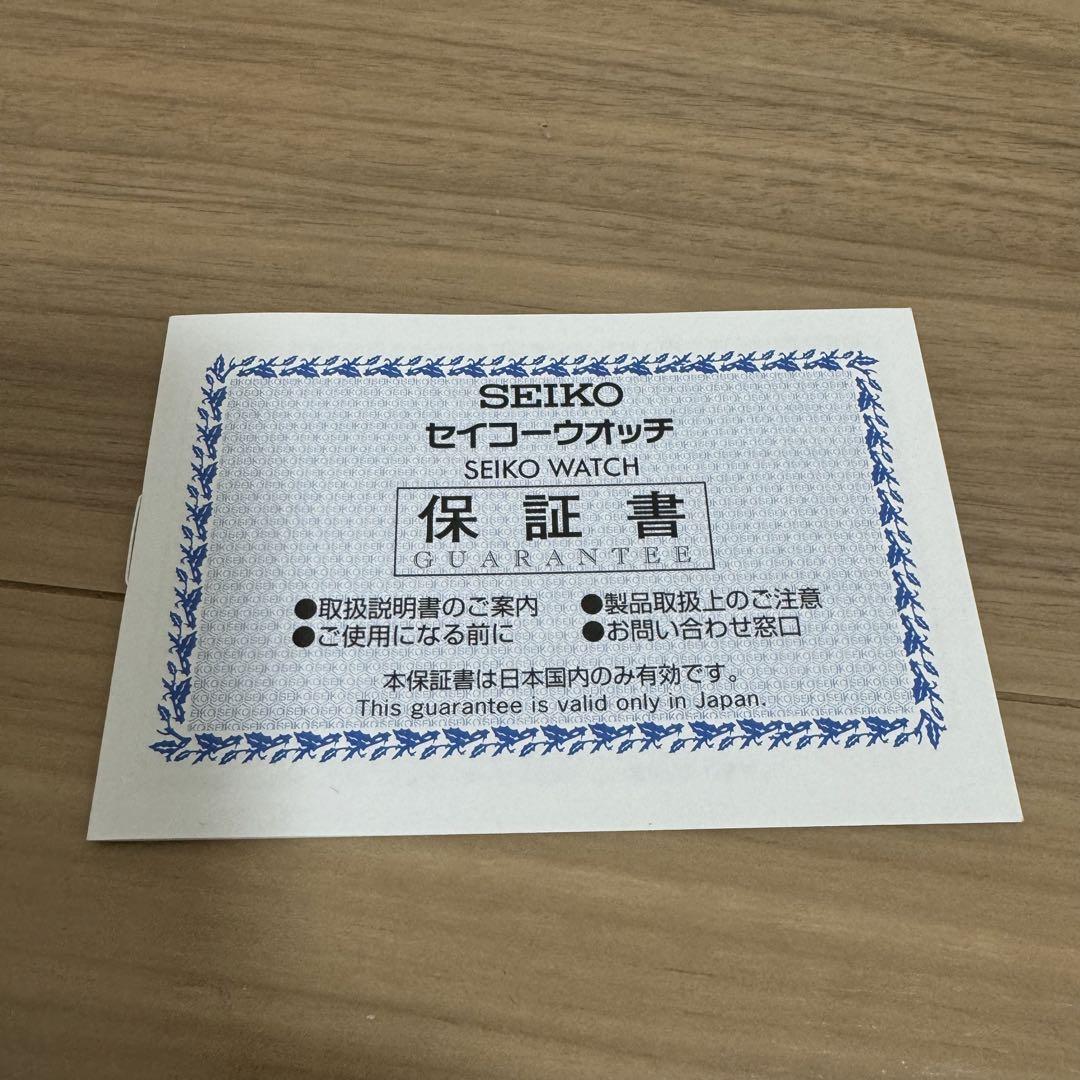 SEIKO
セイコーウオッチ
SEIKO WATCH
保証書
GUARANTEE
●取扱説明書のご案内 ●製品取扱上のご注意
●ご使用になる前に ●お問い合わせ窓口
本保証書は日本国内のみ有効です。
This guarantee is valid only in Japan.